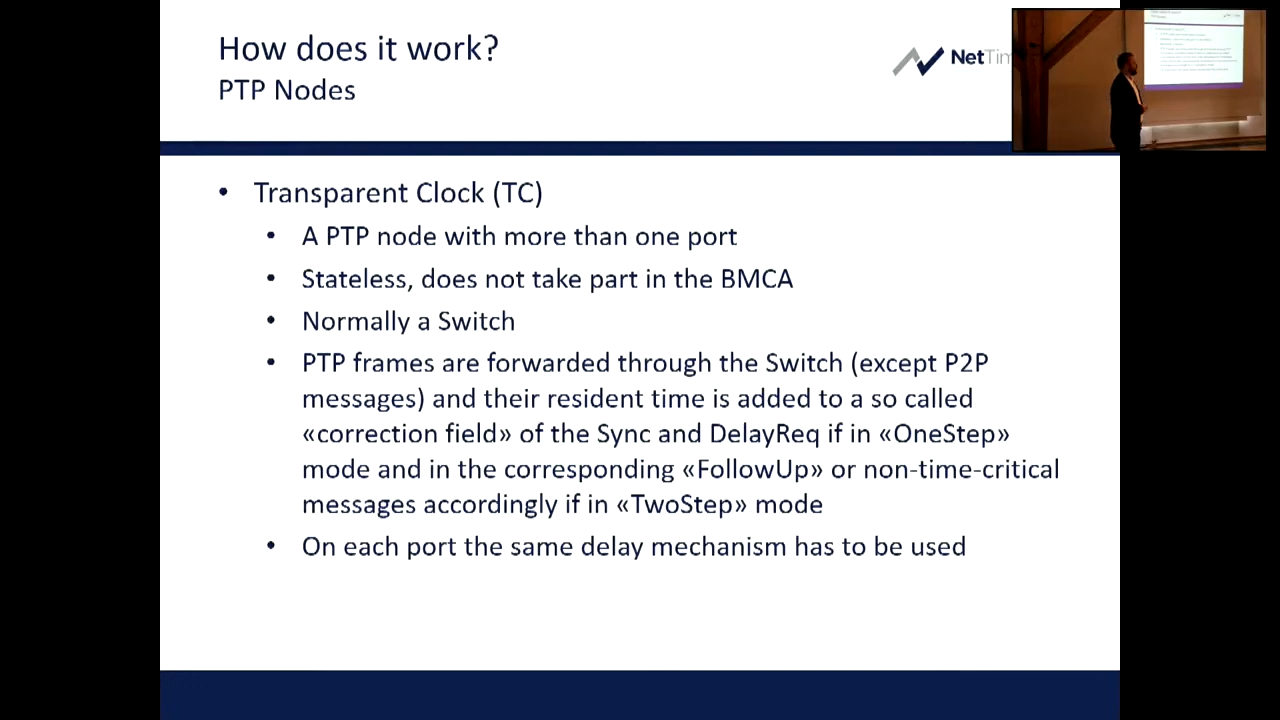 How does it work?
PTP Nodes
NetTim
• Transparent Clock (TC)
• A PTP node with more than one port
• Stateless, does not take part in the BMCA
• Normally a Switch
• PTP frames are forwarded through the Switch (except P2P
messages) and their resident time is added to a so called
«correction field» of the Sync and DelayReq if in «OneStep»
mode and in the corresponding «FollowUp» or non-time-critical
messages accordingly if in «TwoStep» mode
• On each port the same delay mechanism has to be used